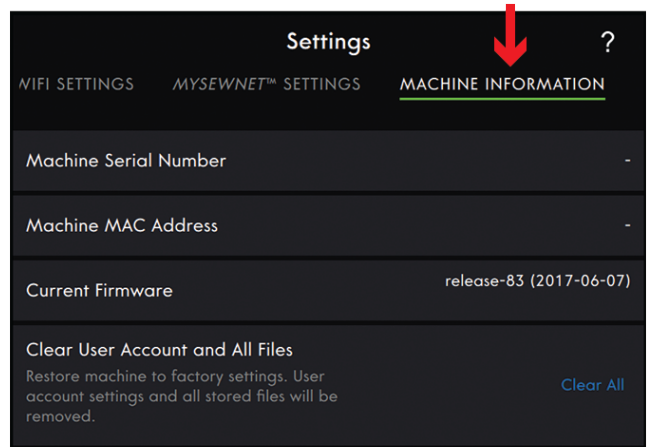 Settings
?
WIFI SETTINGS MYSEWNET™ SETTINGS MACHINE INFORMATION
Machine Serial Number -
Machine MAC Address -
Current Firmware release-83 (2017-06-07)
Clear User Account and All Files
Restore machine to factory settings. User
account settings and all stored files will be
removed.
Clear All